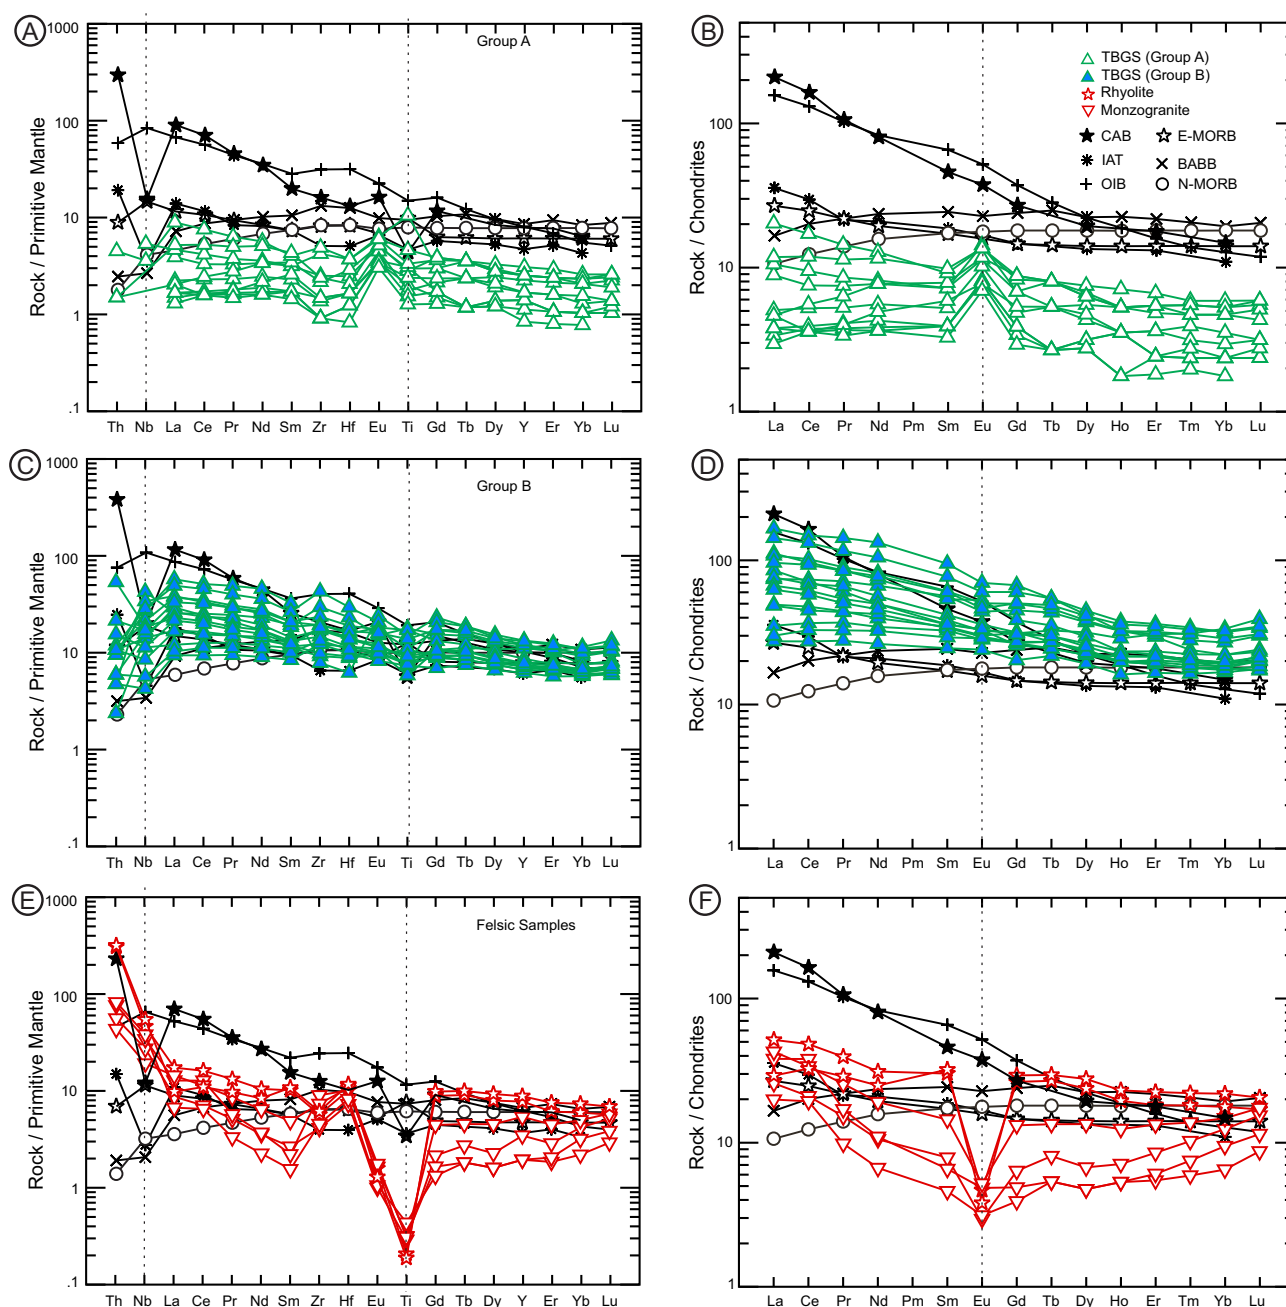 A
Group A
Rock / Primitive Mantle
1000
100
10
1
.1
Th Nb La Ce Pr Nd Sm Zr Hf Eu Ti Gd Tb Dy Y Er Yb Lu
B
Rock / Chondrites
100
10
1
TBGS (Group A)
TBGS (Group B)
Rhyolite
Monzogranite
CAB E-MORB
IAT BABB
OIB N-MORB
La Ce Pr Nd Pm Sm Eu Gd Tb Dy Ho Er Tm Yb Lu
C
Group B
Rock / Primitive Mantle
1000
100
10
1
.1
Th Nb La Ce Pr Nd Sm Zr Hf Eu Ti Gd Tb Dy Y Er Yb Lu
D
Rock / Chondrites
100
10
1
La Ce Pr Nd Pm Sm Eu Gd Tb Dy Ho Er Tm Yb Lu
E
Felsic Samples
Rock / Primitive Mantle
1000
100
10
1
.1
Th Nb La Ce Pr Nd Sm Zr Hf Eu Ti Gd Tb Dy Y Er Yb Lu
F
Rock / Chondrites
100
10
1
La Ce Pr Nd Pm Sm Eu Gd Tb Dy Ho Er Tm Yb Lu